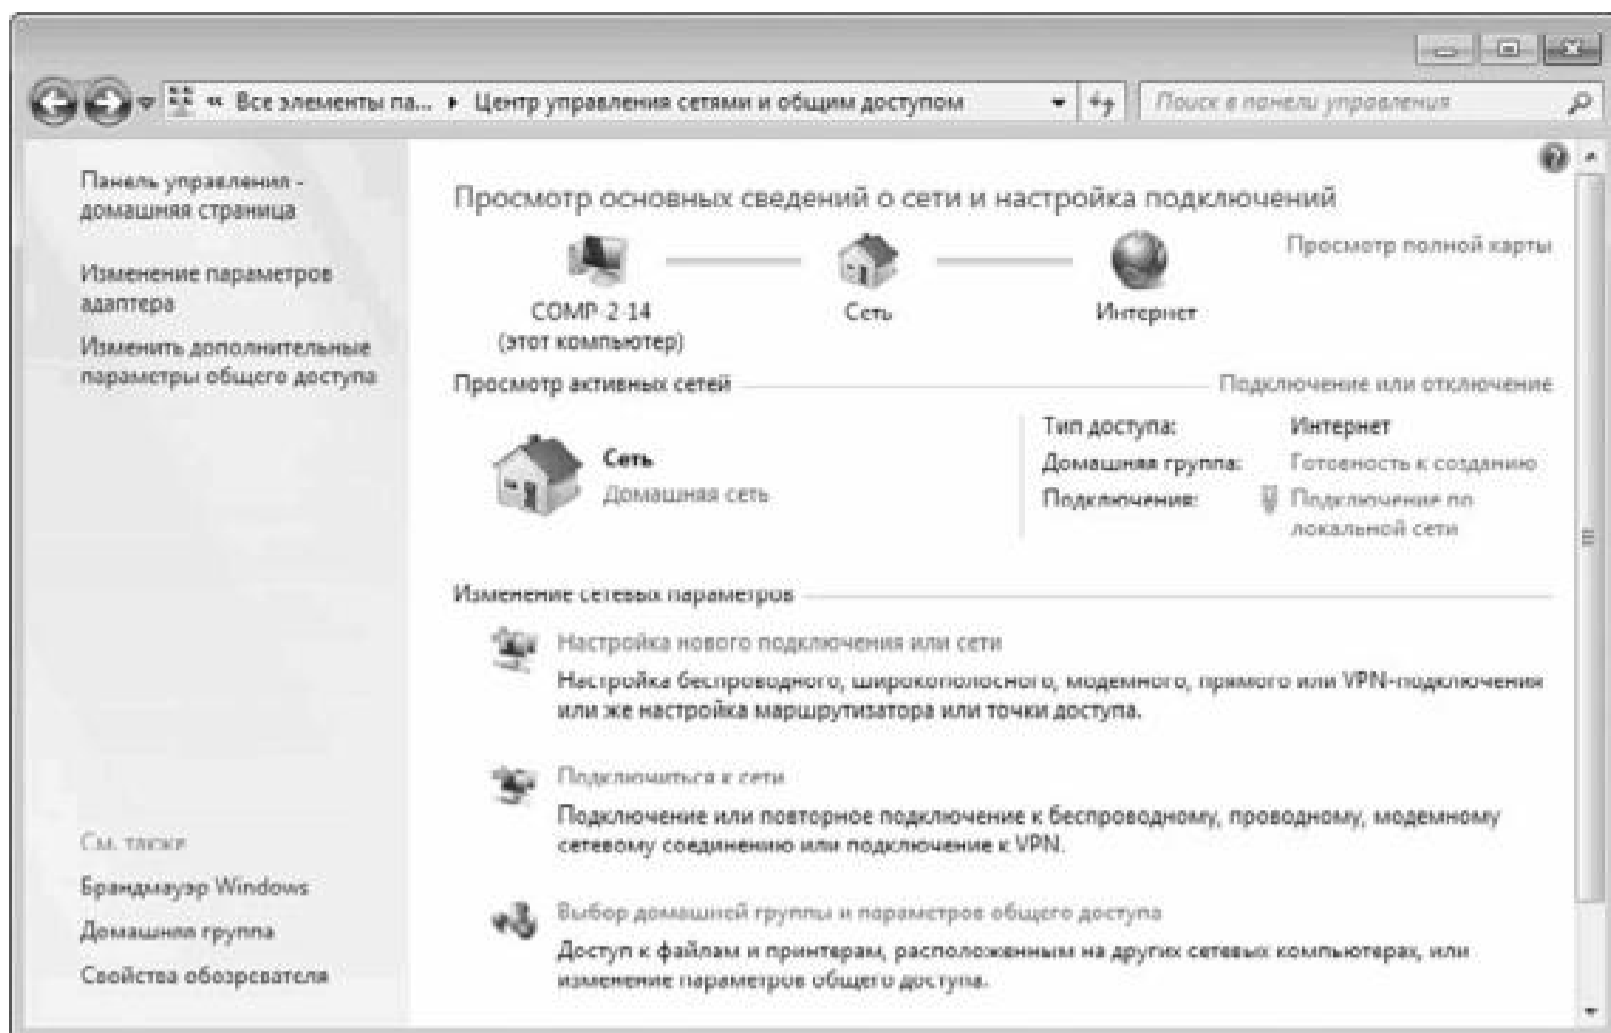 « Все элементы па... ▸ Центр управления сетями и общим доступом
Поиск в панели управления
Панель управления -
домашняя страница
Изменение параметров
адаптера
Изменить дополнительные
параметры общего доступа
См. также
Брандмауэр Windows
Домашняя группа
Свойства обозревателя
Просмотр основных сведений о сети и настройка подключений
Просмотр полной карты
COMP-2-14
(этот компьютер)
Сеть
Интернет
Просмотр активных сетей
Подключение или отключение
Сеть
Домашняя сеть
Тип доступа: Интернет
Домашняя группа: Готовность к созданию
Подключения: Подключение по
локальной сети
Изменение сетевых параметров
Настройка нового подключения или сети
Настройка беспроводного, широкополосного, модемного, прямого или VPN-подключения
или же настройка маршрутизатора или точки доступа.
Подключиться к сети
Подключение или повторное подключение к беспроводному, проводному, модемному
сетевому соединению или подключение к VPN.
Выбор домашней группы и параметров общего доступа
Доступ к файлам и принтерам, расположенным на других сетевых компьютерах, или
изменение параметров общего доступа.